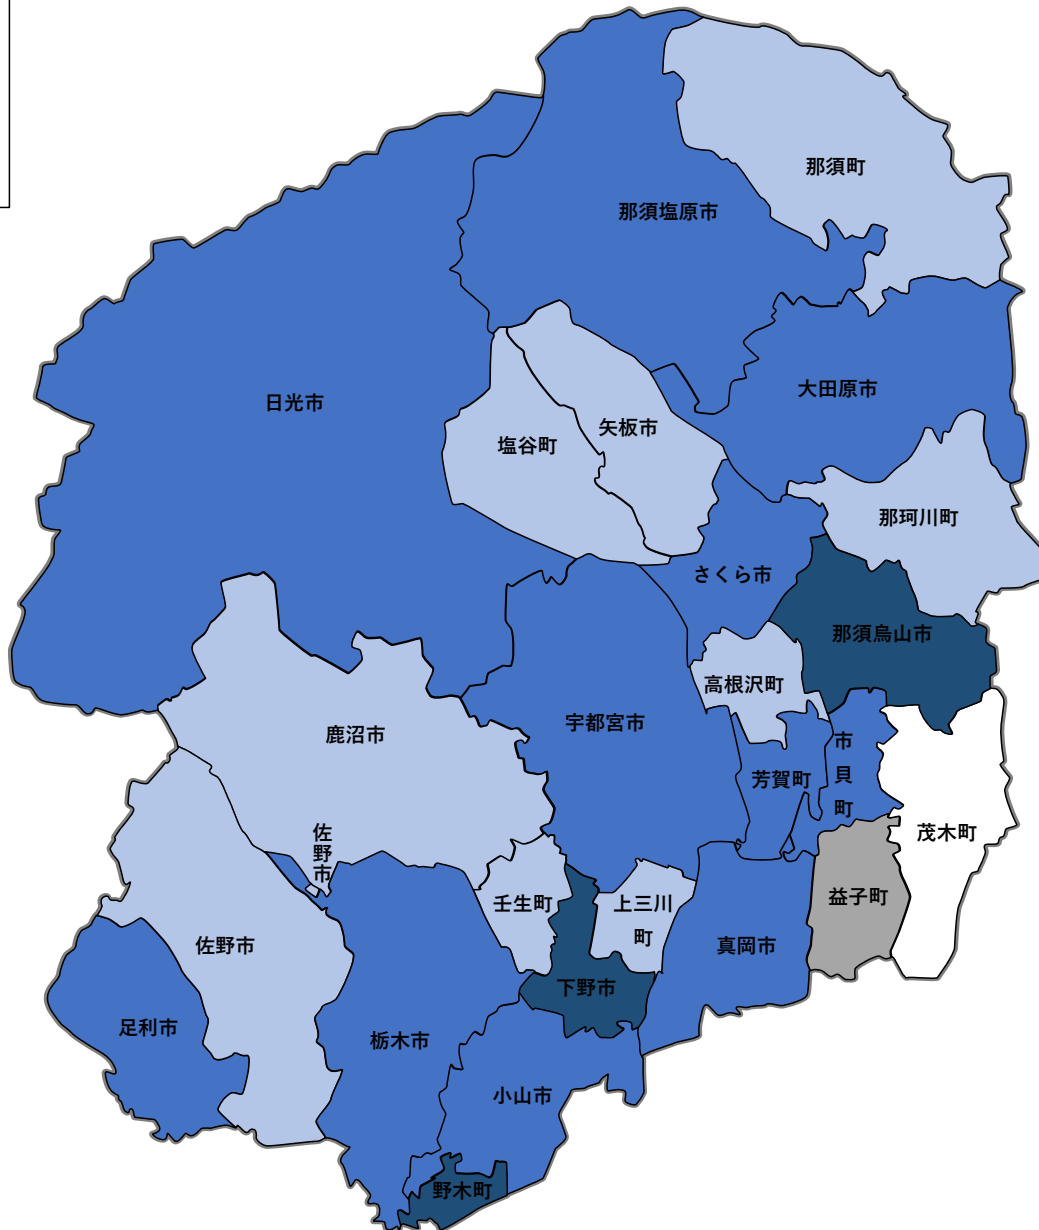 那須町
那須塩原市
大田原市
日光市
矢板市
塩谷町
那珂川町
さくら市
那須烏山市
高根沢町
宇都宮市
鹿沼市
市貝町
芳賀町
茂木町
佐野市
益子町
壬生町
上三川
町
佐野市
真岡市
下野市
足利市
栃木市
小山市
野木町